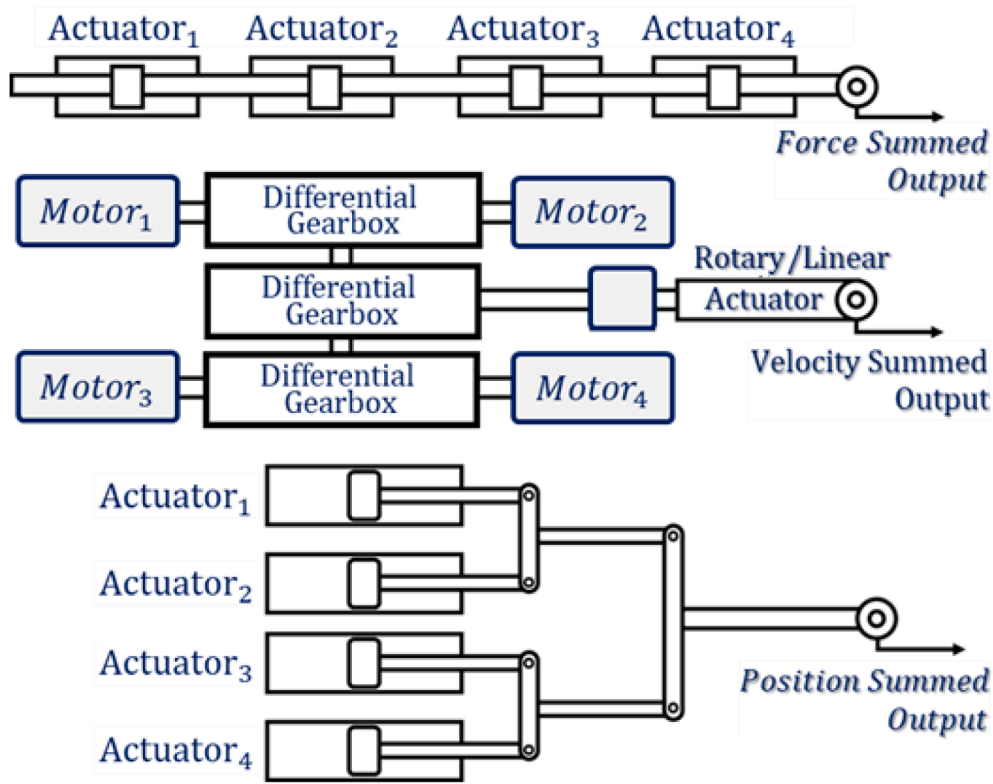 Actuator₁ Actuator₂ Actuator₃ Actuator₄
Force Summed
Output
Motor₁
Differential
Gearbox
Motor₂
Differential
Gearbox
Rotary/Linear
Actuator
Velocity Summed
Output
Motor₃
Differential
Gearbox
Motor₄
Actuator₁
Actuator₂
Actuator₃
Actuator₄
Position Summed
Output